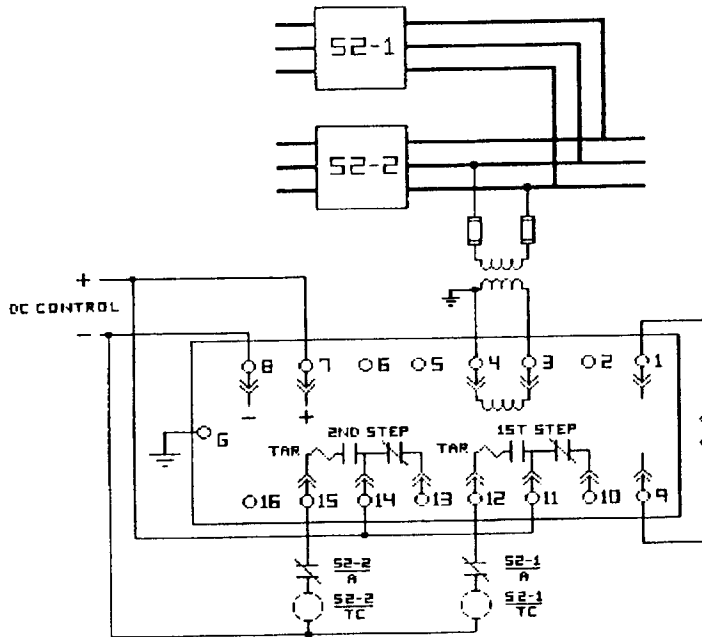 52-1
52-2
+
DC CONTROL
-
8 7 6 5 4 3 2 1
- +
G
TAR 2ND STEP TAR 1ST STEP
16 15 14 13 12 11 10 9
52-2
A
52-1
A
52-2
TC
52-1
TC